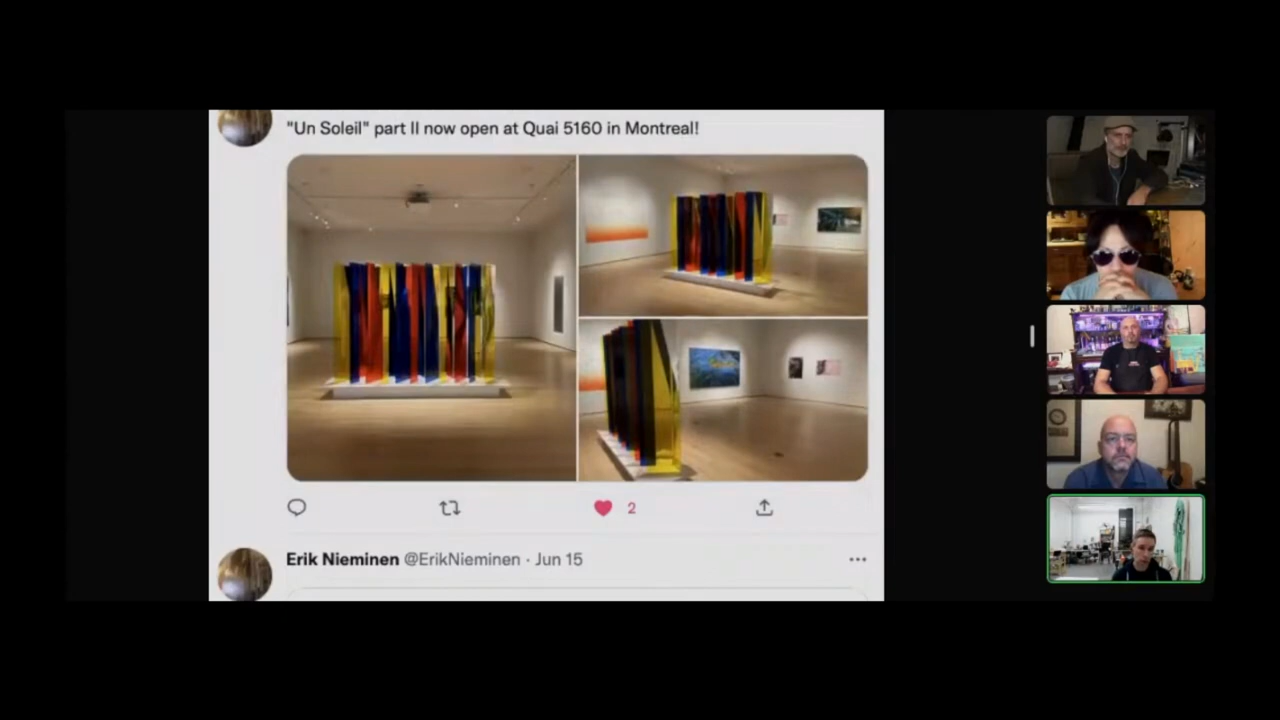 "Un Soleil" part II now open at Quai 5160 in Montreal!
2
Erik Nieminen @ErikNieminen · Jun 15